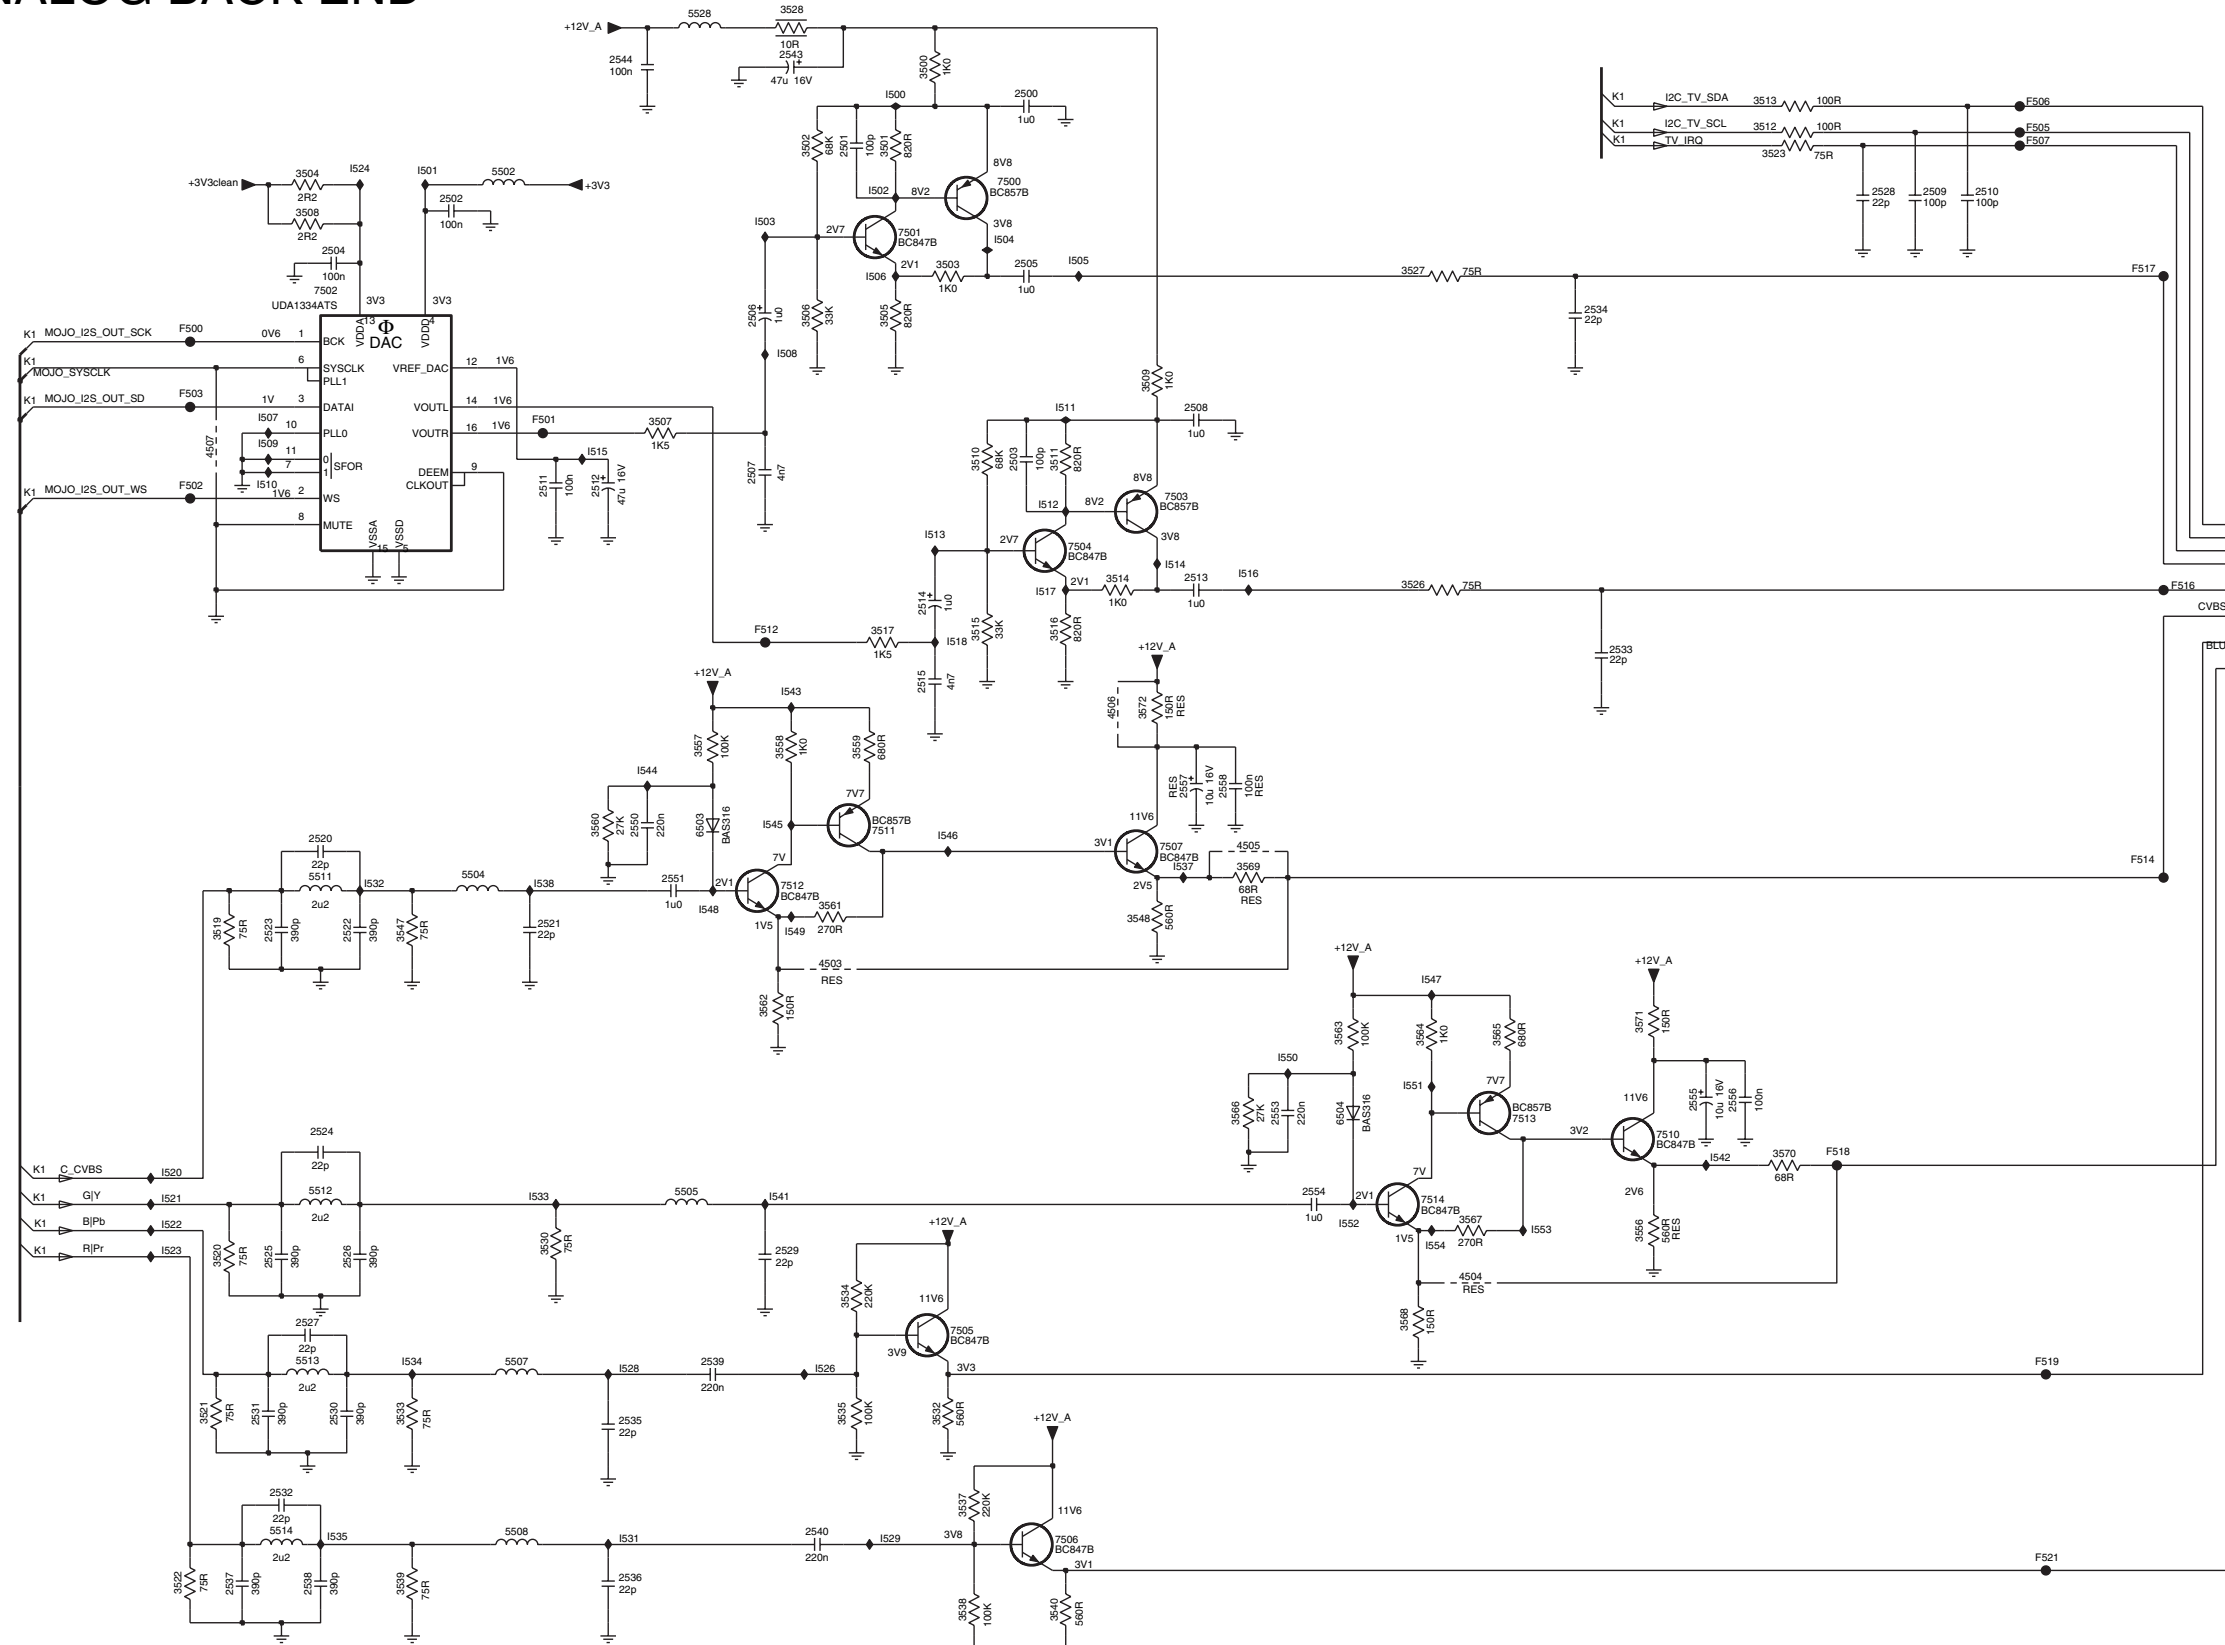 +12V_A
5528
3528
10R
2543
47u 16V
2544
100n
3500
1K0
I500
2500
1u0
3502
68K
2501
100p
3501
820R
8V8
7500
BC857B
I502
8V2
3V8
I504
I503
2V7
7501
BC847B
2V1
I506
3503
1K0
2505
1u0
I505
2506
1u0
3506
33K
3505
820R
I508
3527
75R
2534
22p
F517
K1
I2C_TV_SDA
3513
100R
F506
K1
I2C_TV_SCL
3512
100R
F505
K1
TV_IRQ
3523
75R
F507
2528
22p
2509
100p
2510
100p
+3V3clean
3504
2R2
3508
2R2
I524
2504
100n
I501
5502
+3V3
2502
100n
7502
UDA1334ATS
3V3
3V3
VDDA
13
Φ
DAC
VDDD
4
K1
MOJO_I2S_OUT_SCK
F500
0V6
1
BCK
K1
MOJO_SYSCLK
6
SYSCLK
PLL1
K1
MOJO_I2S_OUT_SD
F503
1V
3
DATAI
I507
10
PLL0
I509
11
0
7
1
SFOR
I510
4507
K1
MOJO_I2S_OUT_WS
F502
1V6
2
WS
8
MUTE
VSSA
15
VSSD
5
VREF_DAC
12
1V6
VOUTL
14
1V6
VOUTR
16
1V6
DEEM
9
CLKOUT
F501
3507
1K5
I515
2511
100n
2512
47u 16V
2507
4n7
3509
1K0
I511
2508
1u0
3510
68K
2503
100p
3511
820R
8V8
7503
BC857B
I512
8V2
3V8
I514
I513
2V7
7504
BC847B
2V1
I517
3514
1K0
2513
1u0
I516
2514
1u0
3515
33K
3516
820R
F512
3517
1K5
I518
2515
4n7
3526
75R
F516
2533
22p
CVBS
BLU
+12V_A
I543
3557
100K
3558
1K0
3559
680R
I544
3560
27K
2550
220n
6503
BAS316
7V7
BC857B
7511
I545
7V
I546
+12V_A
4506
3572
150R
RES
RES
2557
10u 16V
2558
100n
RES
11V6
3V1
7507
BC847B
I537
2V5
4505
3569
68R
RES
3548
560R
F514
2520
22p
5511
2u2
I532
3519
75R
2523
390p
2522
390p
3547
75R
5504
I538
2521
22p
2551
1u0
2V1
I548
7512
BC847B
1V5
I549
3561
270R
4503
RES
3562
150R
+12V_A
I547
3563
100K
3564
1K0
3565
680R
I550
3566
27K
2553
220n
6504
BAS316
I551
7V7
BC857B
7513
7V
+12V_A
3571
150R
11V6
2555
10u 16V
2556
100n
3V2
7510
BC847B
I542
3570
68R
F518
2V6
3556
560R
RES
2554
1u0
2V1
I552
7514
BC847B
1V5
I554
3567
270R
I553
4504
RES
3568
150R
K1
C_CVBS
I520
K1
G|Y
I521
K1
B|Pb
I522
K1
R|Pr
I523
2524
22p
5512
2u2
3520
75R
2525
390p
2526
390p
I533
3530
75R
5505
I541
2529
22p
+12V_A
3534
220K
11V6
7505
BC847B
3V9
3V3
2527
22p
5513
2u2
I534
5507
I528
2539
220n
I526
3521
75R
2531
390p
2530
390p
3533
75R
2535
22p
3535
100K
3532
560R
F519
+12V_A
3537
220K
11V6
2532
22p
5514
2u2
I535
5508
I531
2540
220n
I529
3V8
7506
BC847B
3V1
F521
3522
75R
2537
390p
2538
390p
3539
75R
2536
22p
3538
100K
3540
560R